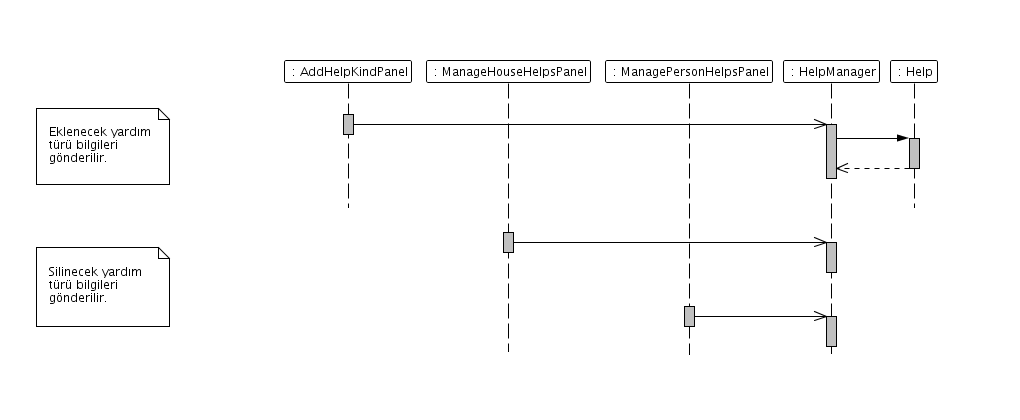 : AddHelpKindPanel
: ManageHouseHelpsPanel
: ManagePersonHelpsPanel
: HelpManager
: Help
Eklenecek yardım
türü bilgileri
gönderilir.
Silinecek yardım
türü bilgileri
gönderilir.